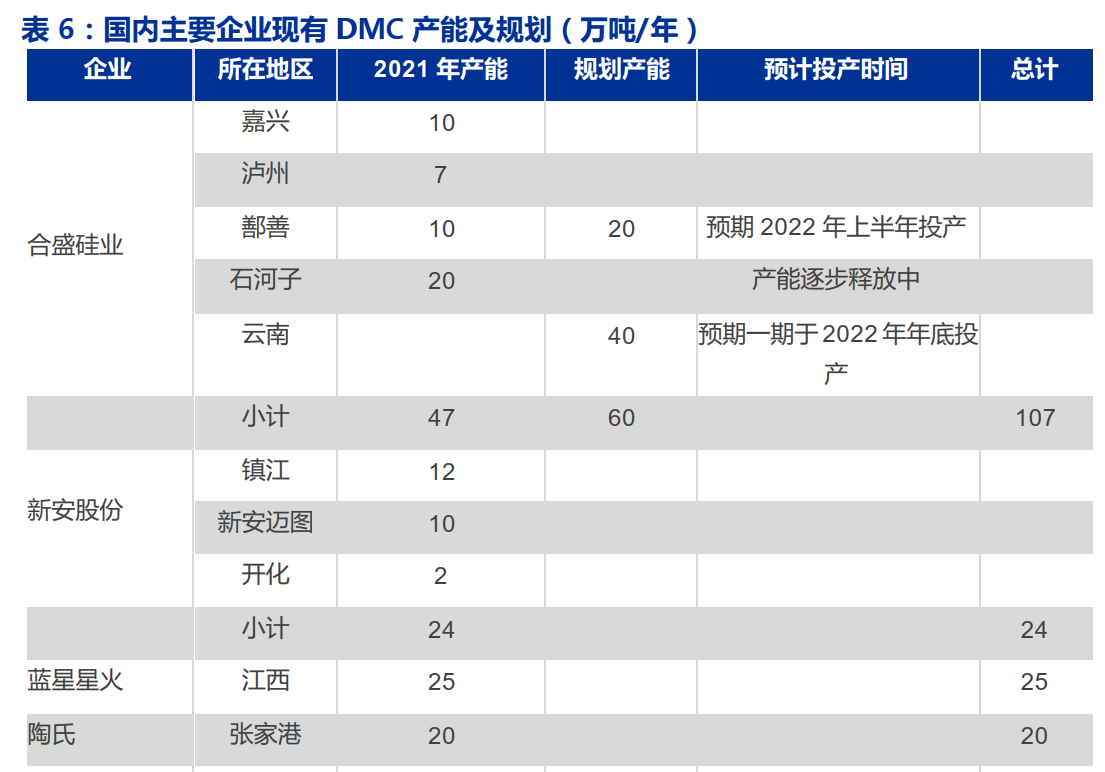 表 6：国内主要企业现有 DMC 产能及规划（万吨/年）
企业 所在地区 2021 年产能 规划产能 预计投产时间 总计
嘉兴 10
泸州 7
合盛硅业
鄯善 10 20 预期 2022 年上半年投产
石河子 20 产能逐步释放中
云南 40 预期一期于 2022 年年底投
产
小计 47 60 107
镇江 12
新安股份
新安迈图 10
开化 2
小计 24 24
蓝星星火 江西 25 25
陶氏 张家港 20 20